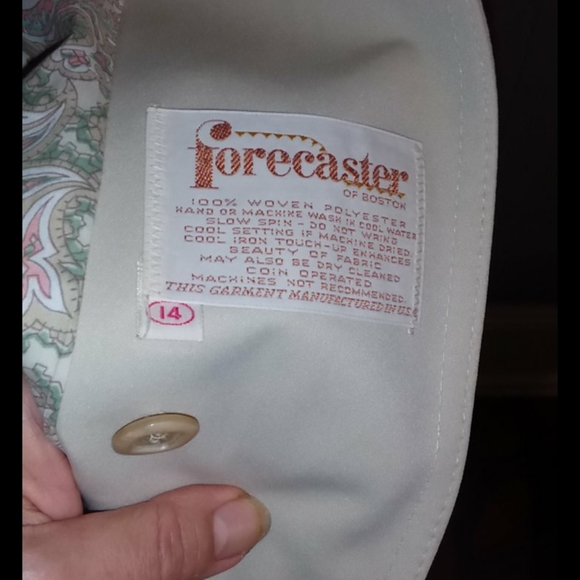 forecaster
OF BOSTON
100% WOVEN POLYESTER
HAND OR MACHINE WASH IN COOL WATER
SLOW SPIN - DO NOT WRING
COOL SETTING IF MACHINE DRIED
COOL IRON TOUCH-UP ENHANCES
BEAUTY OF FABRIC
MAY ALSO BE DRY CLEANED
COIN OPERATED
MACHINES NOT RECOMMENDED.
THIS GARMENT MANUFACTURED IN U.S.
14